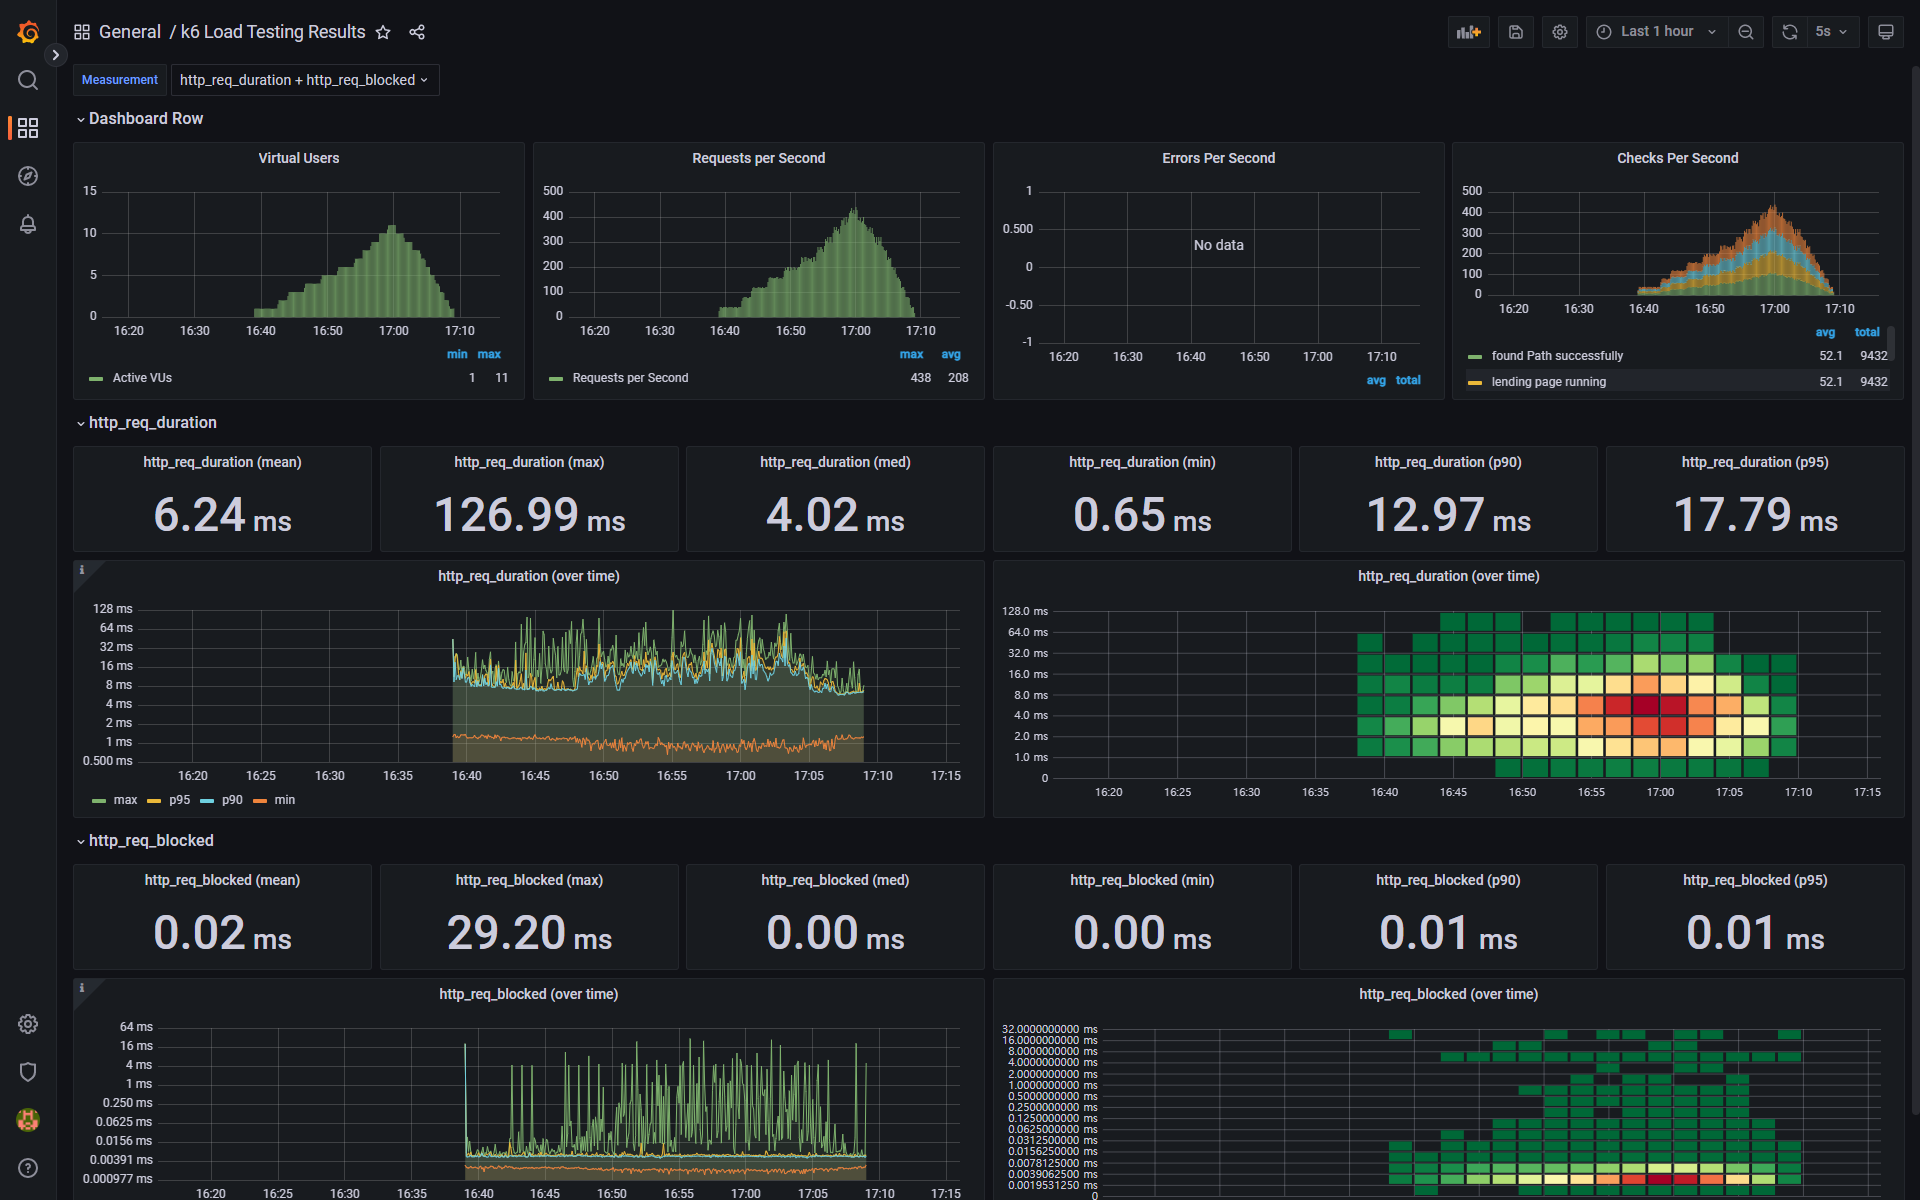 General / k6 Load Testing Results
Last 1 hour
5s
Measurement
http_req_duration + http_req_blocked
Dashboard Row
Virtual Users
15
10
5
0
16:20 16:30 16:40 16:50 17:00 17:10
min max
Active VUs 1 11
Requests per Second
500
400
300
200
100
0
16:20 16:30 16:40 16:50 17:00 17:10
max avg
Requests per Second 438 208
Errors Per Second
1
0.500
0
-0.50
-1
No data
16:20 16:30 16:40 16:50 17:00 17:10
avg total
Checks Per Second
500
400
300
200
100
0
16:20 16:30 16:40 16:50 17:00 17:10
avg total
found Path successfully 52.1 9432
lending page running 52.1 9432
http_req_duration
http_req_duration (mean)
6.24 ms
http_req_duration (max)
126.99 ms
http_req_duration (med)
4.02 ms
http_req_duration (min)
0.65 ms
http_req_duration (p90)
12.97 ms
http_req_duration (p95)
17.79 ms
http_req_duration (over time)
128 ms
64 ms
32 ms
16 ms
8 ms
4 ms
2 ms
1 ms
0.500 ms
16:20 16:25 16:30 16:35 16:40 16:45 16:50 16:55 17:00 17:05 17:10 17:15
max p95 p90 min
http_req_duration (over time)
128.0 ms
64.0 ms
32.0 ms
16.0 ms
8.0 ms
4.0 ms
2.0 ms
1.0 ms
0
16:20 16:25 16:30 16:35 16:40 16:45 16:50 16:55 17:00 17:05 17:10 17:15
http_req_blocked
http_req_blocked (mean)
0.02 ms
http_req_blocked (max)
29.20 ms
http_req_blocked (med)
0.00 ms
http_req_blocked (min)
0.00 ms
http_req_blocked (p90)
0.01 ms
http_req_blocked (p95)
0.01 ms
http_req_blocked (over time)
64 ms
16 ms
4 ms
1 ms
0.250 ms
0.0625 ms
0.0156 ms
0.00391 ms
0.000977 ms
16:20 16:25 16:30 16:35 16:40 16:45 16:50 16:55 17:00 17:05 17:10 17:15
http_req_blocked (over time)
32.0000000000 ms
16.0000000000 ms
8.0000000000 ms
4.0000000000 ms
2.0000000000 ms
1.0000000000 ms
0.5000000000 ms
0.2500000000 ms
0.1250000000 ms
0.0625000000 ms
0.0312500000 ms
0.0156250000 ms
0.0078125000 ms
0.0039062500 ms
0.0019531250 ms
0